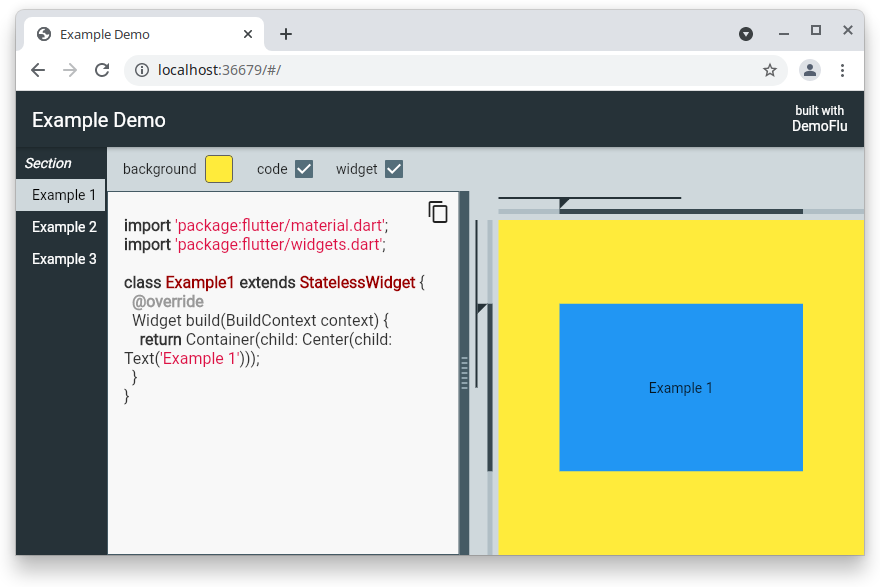 Example Demo
localhost:36679/#/
Example Demo
built with
DemoFlu
Section
Example 1
Example 2
Example 3
background
code
widget
import 'package:flutter/material.dart';
import 'package:flutter/widgets.dart';
class Example1 extends StatelessWidget {
@override
Widget build(BuildContext context) {
return Container(child: Center(child:
Text('Example 1')));
}
}
Example 1